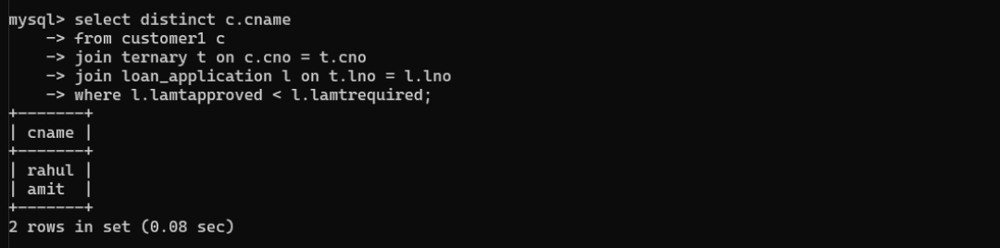 mysql> select distinct c.cname
    -> from customer1 c
    -> join ternary t on c.cno = t.cno
    -> join loan_application l on t.lno = l.lno
    -> where l.lamtapproved < l.lamtrequired;
+-------+
| cname |
+-------+
| rahul |
| amit  |
+-------+
2 rows in set (0.08 sec)